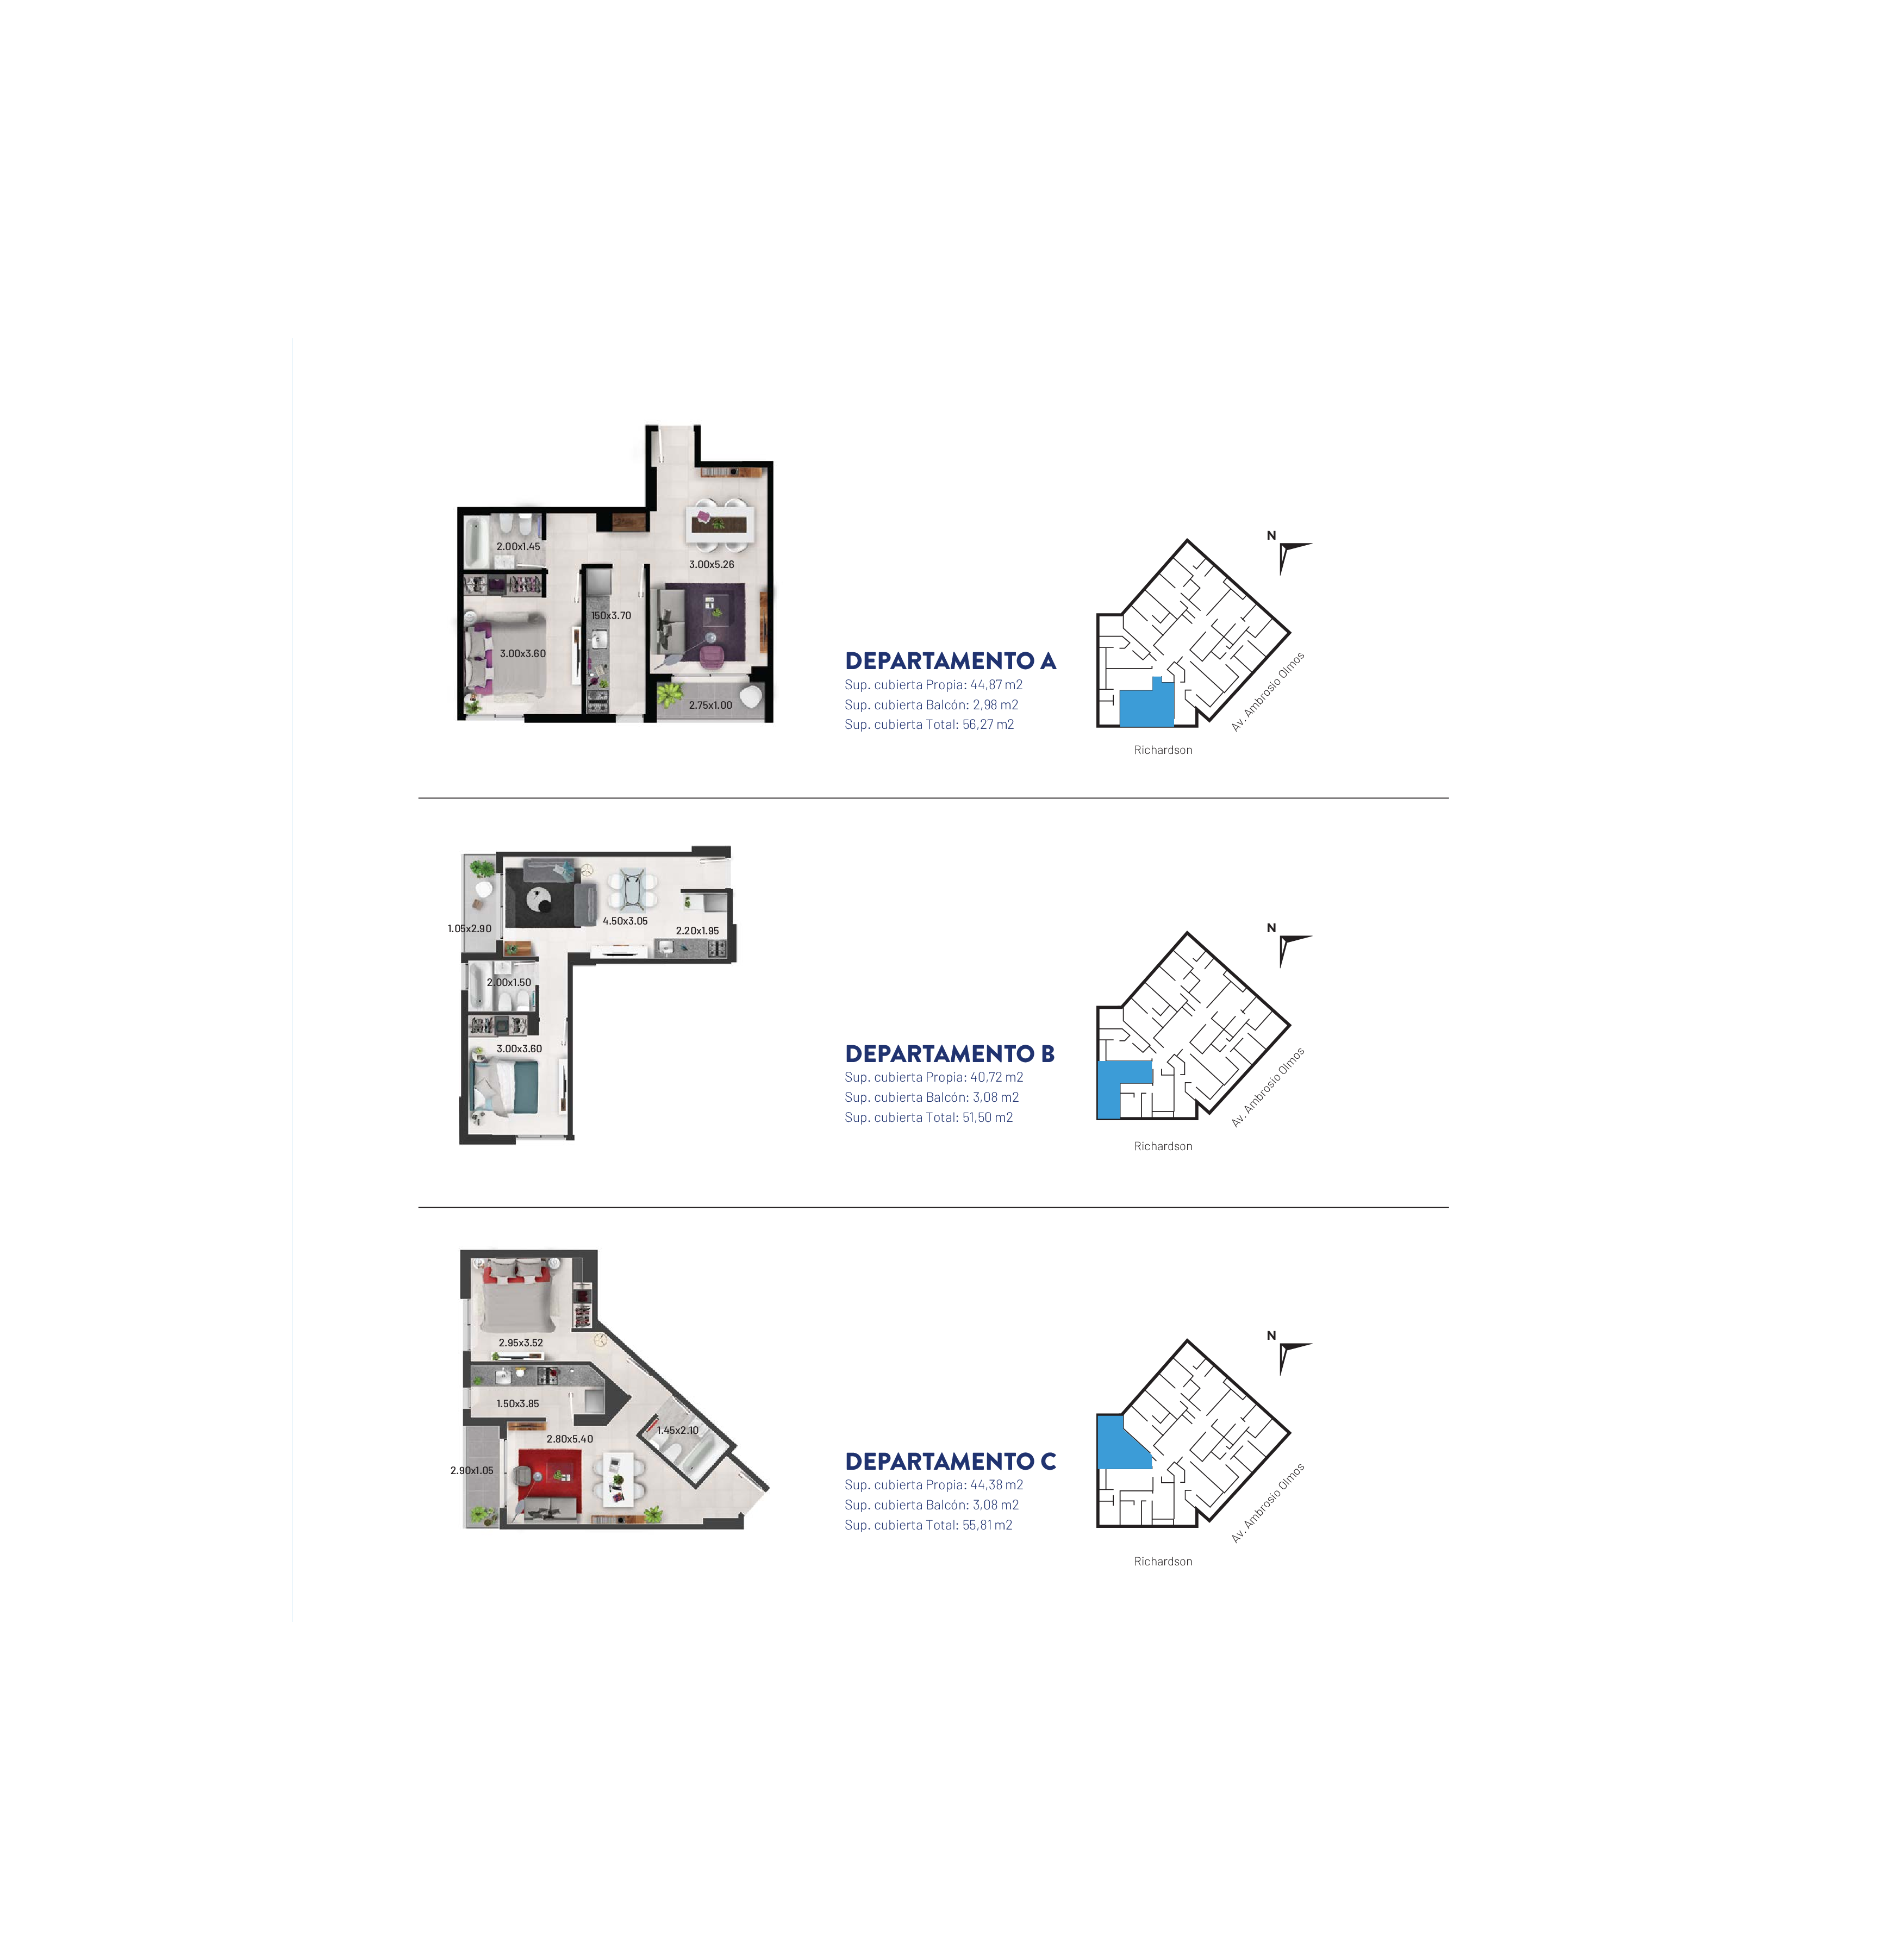 2.00x1.45
3.00x5.26
150x3.70
3.00x3.60
2.75x1.00
DEPARTAMENTO A
Sup. cubierta Propia: 44,87 m2
Sup. cubierta Balcón: 2,98 m2
Sup. cubierta Total: 56,27 m2
N
Av. Ambrosio Olmos
Richardson
4.50x3.05
1.05x2.90
2.20x1.95
2.00x1.50
3.00x3.60
DEPARTAMENTO B
Sup. cubierta Propia: 40,72 m2
Sup. cubierta Balcón: 3,08 m2
Sup. cubierta Total: 51,50 m2
N
Av. Ambrosio Olmos
Richardson
2.95x3.52
1.50x3.85
1.45x2.10
2.80x5.40
2.90x1.05
DEPARTAMENTO C
Sup. cubierta Propia: 44,38 m2
Sup. cubierta Balcón: 3,08 m2
Sup. cubierta Total: 55,81 m2
N
Av. Ambrosio Olmos
Richardson